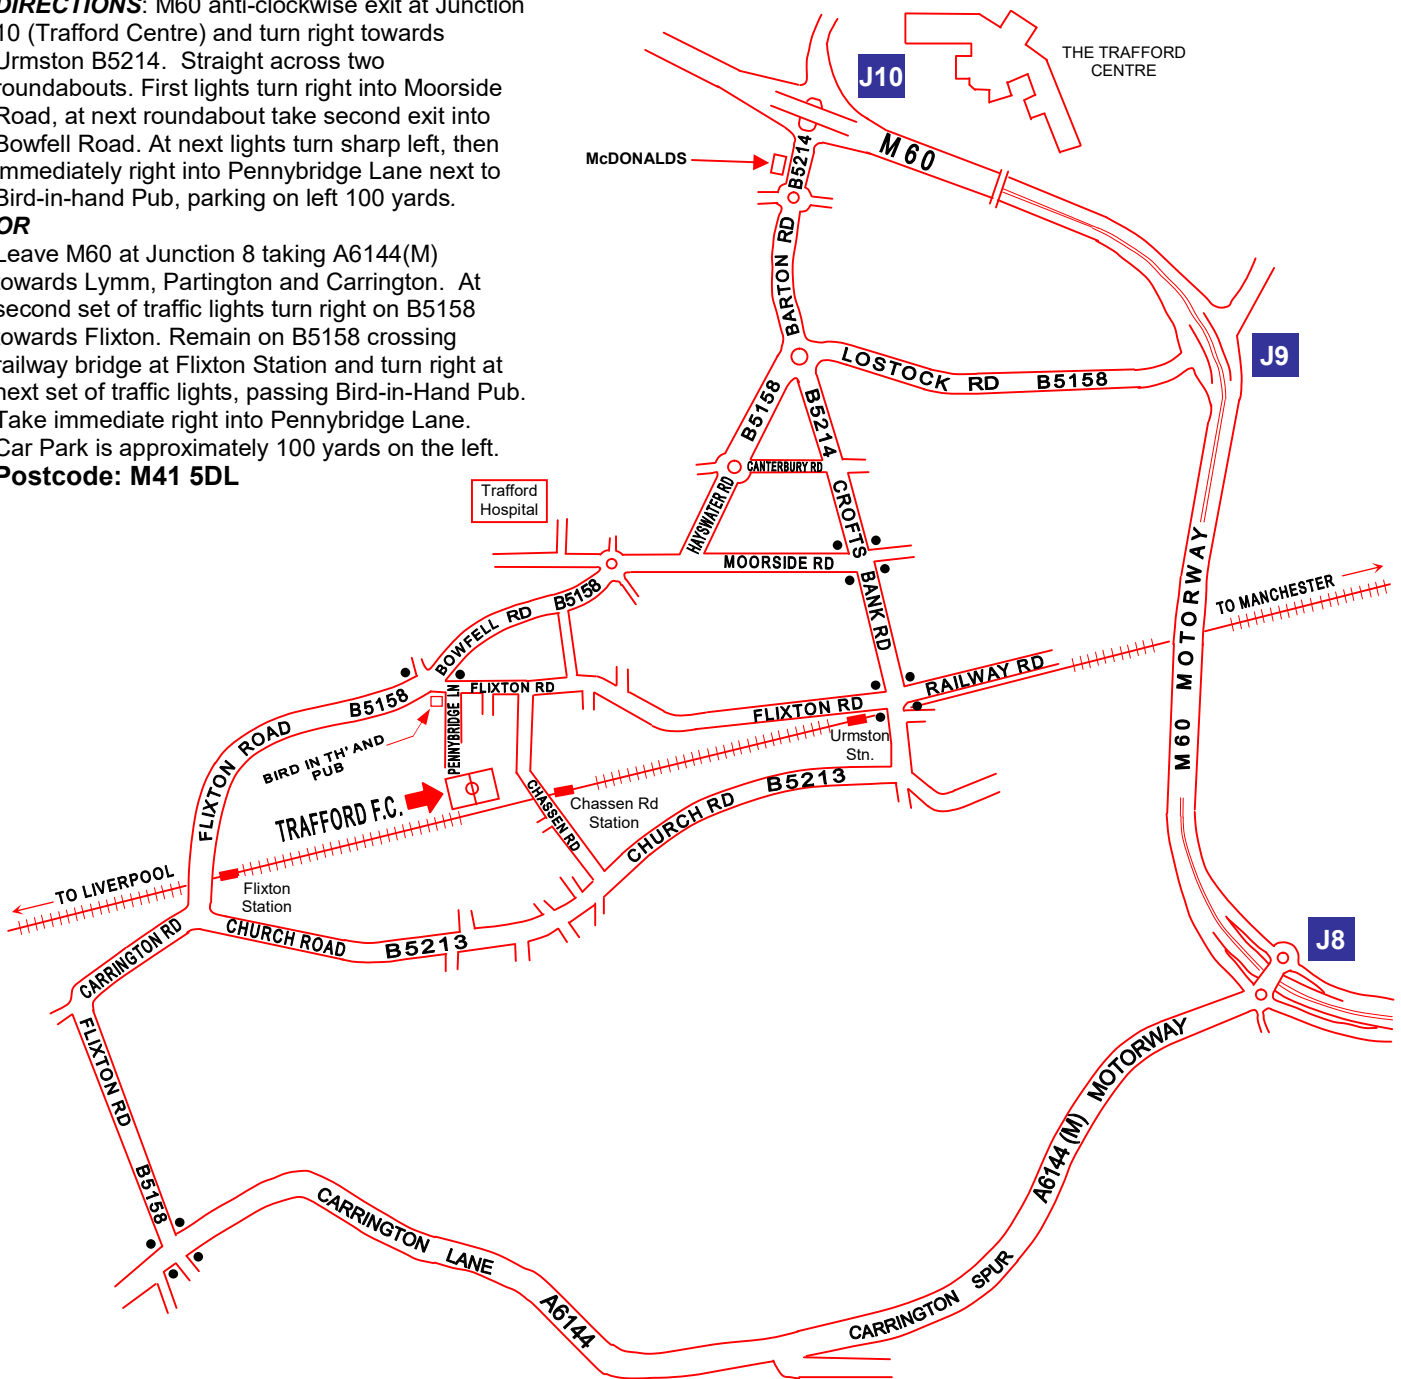 DIRECTIONS: M60 anti-clockwise exit at Junction
10 (Trafford Centre) and turn right towards
Urmston B5214. Straight across two
roundabouts. First lights turn right into Moorside
Road, at next roundabout take second exit into
Bowfell Road. At next lights turn sharp left, then
immediately right into Pennybridge Lane next to
Bird-in-hand Pub, parking on left 100 yards.
OR
Leave M60 at Junction 8 taking A6144(M)
towards Lymm, Partington and Carrington. At
second set of traffic lights turn right on B5158
towards Flixton. Remain on B5158 crossing
railway bridge at Flixton Station and turn right at
next set of traffic lights, passing Bird-in-Hand Pub.
Take immediate right into Pennybridge Lane.
Car Park is approximately 100 yards on the left.
Postcode: M41 5DL
J10
THE TRAFFORD
CENTRE
M60
McDONALDS
B5214
BARTON RD
J9
LOSTOCK RD B5158
B5158
B5214
CANTERBURY RD
HAYSWATER RD
CROFTS BANK RD
Trafford
Hospital
MOORSIDE RD
M60 MOTORWAY
TO MANCHESTER
BOWFELL RD B5158
RAILWAY RD
FLIXTON RD
FLIXTON RD
FLIXTON ROAD B5158
PENNYBRIDGE LN
BIRD IN TH' AND
PUB
Urmston
Stn.
CHURCH RD B5213
CHASSEN RD
Chassen Rd
Station
TRAFFORD F.C.
TO LIVERPOOL
Flixton
Station
CHURCH ROAD B5213
CARRINGTON RD
J8
FLIXTON RD B5158
A6144 (M) MOTORWAY
CARRINGTON LANE
A6144
CARRINGTON SPUR